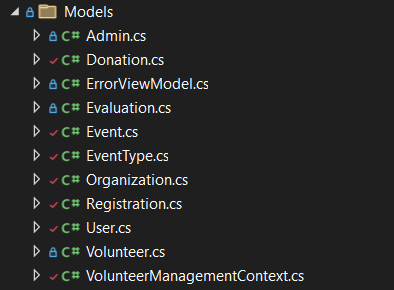 Models
C# Admin.cs
C# Donation.cs
C# ErrorViewModel.cs
C# Evaluation.cs
C# Event.cs
C# EventType.cs
C# Organization.cs
C# Registration.cs
C# User.cs
C# Volunteer.cs
C# VolunteerManagementContext.cs